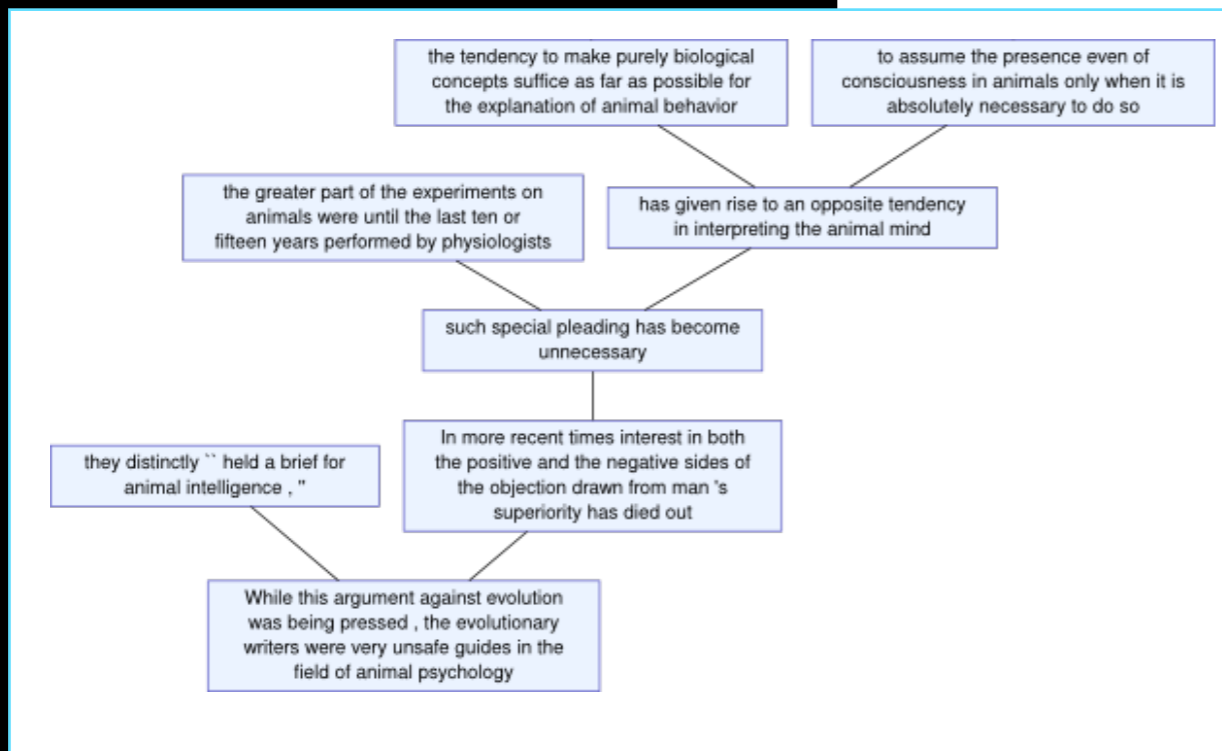 the tendency to make purely biological
concepts suffice as far as possible for
the explanation of animal behavior
to assume the presence even of
consciousness in animals only when it is
absolutely necessary to do so
the greater part of the experiments on
animals were until the last ten or
fifteen years performed by physiologists
has given rise to an opposite tendency
in interpreting the animal mind
such special pleading has become
unnecessary
they distinctly `` held a brief for
animal intelligence , ''
In more recent times interest in both
the positive and the negative sides of
the objection drawn from man 's
superiority has died out
While this argument against evolution
was being pressed , the evolutionary
writers were very unsafe guides in the
field of animal psychology